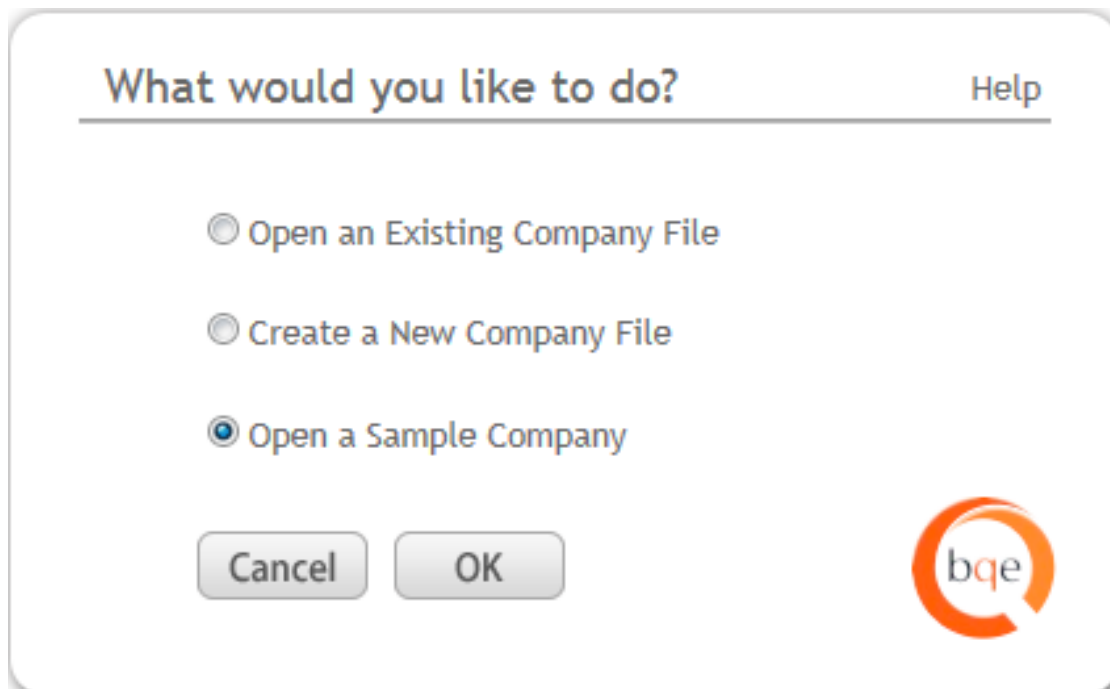 What would you like to do?
Help
Open an Existing Company File
Create a New Company File
Open a Sample Company
Cancel
OK
bqe